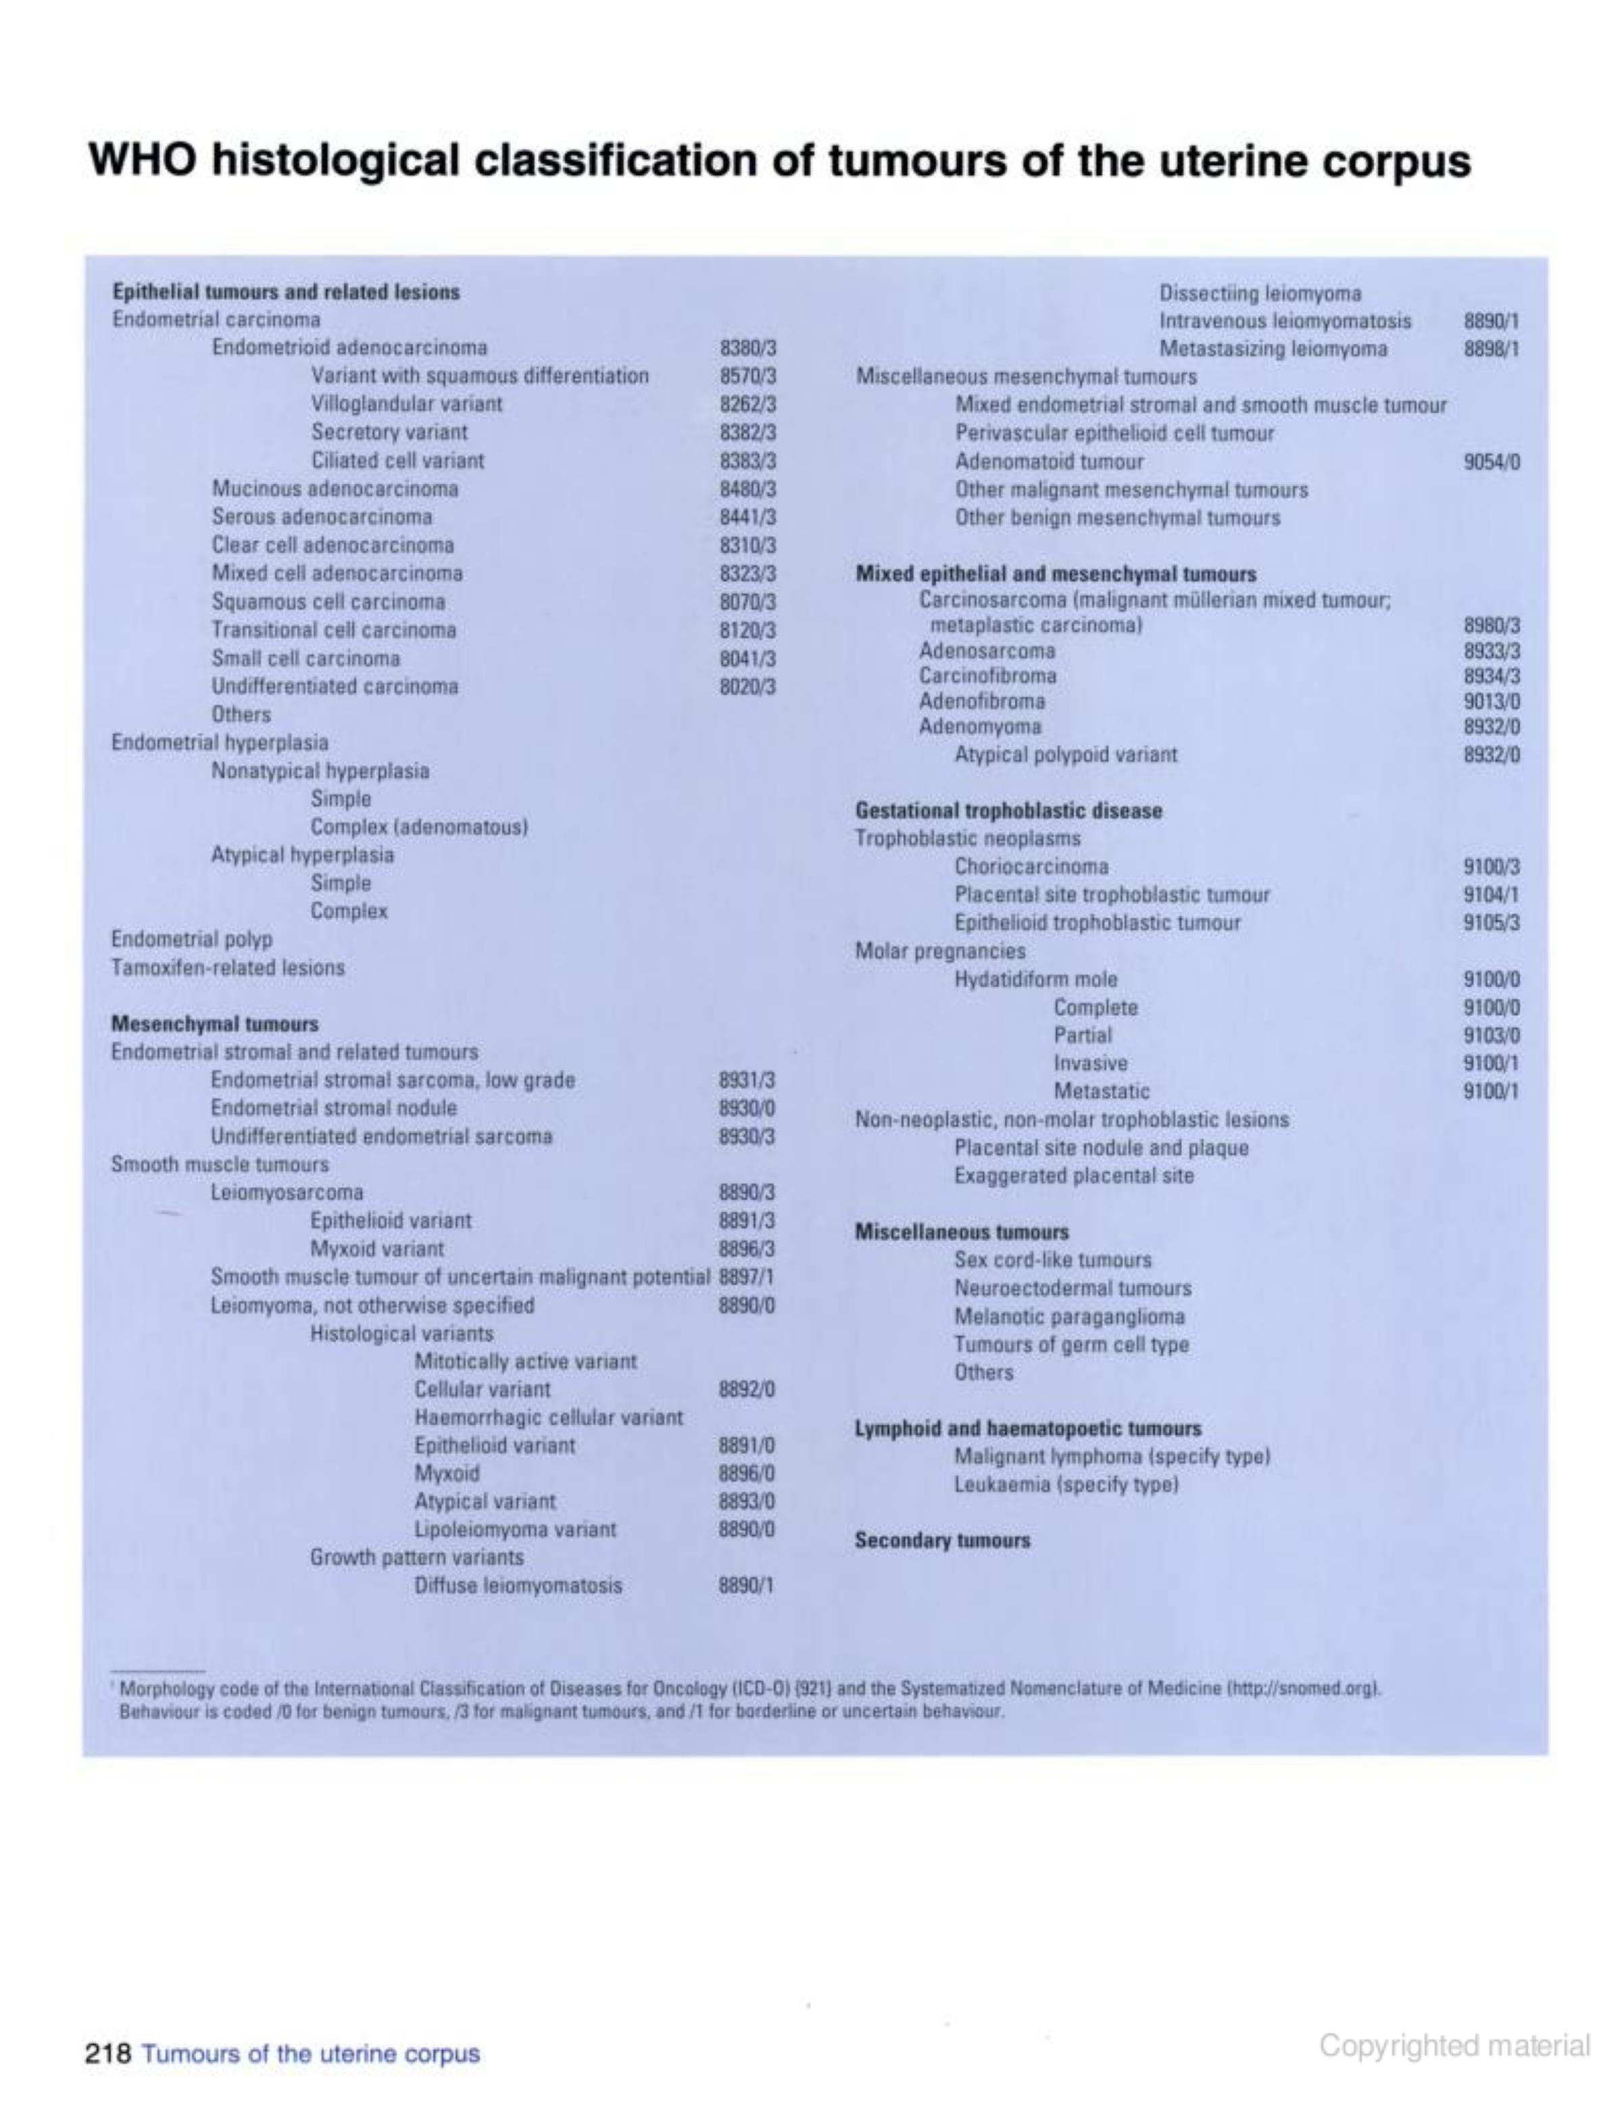 WHO histological classification of tumours of the uterine corpus
Epithelial tumours and related lesions
Endometrial carcinoma
Endometrioid adenocarcinoma 8380/3
Variant with squamous differentiation 8570/3
Villoglandular variant 8262/3
Secretory variant 8382/3
Ciliated cell variant 8383/3
Mucinous adenocarcinoma 8480/3
Serous adenocarcinoma 8441/3
Clear cell adenocarcinoma 8310/3
Mixed cell adenocarcinoma 8323/3
Squamous cell carcinoma 8070/3
Transitional cell carcinoma 8120/3
Small cell carcinoma 8041/3
Undifferentiated carcinoma 8020/3
Others
Endometrial hyperplasia
Nonatypical hyperplasia
Simple
Complex (adenomatous)
Atypical hyperplasia
Simple
Complex
Endometrial polyp
Tamoxifen-related lesions
Mesenchymal tumours
Endometrial stromal and related tumours
Endometrial stromal sarcoma, low grade 8931/3
Endometrial stromal nodule 8930/0
Undifferentiated endometrial sarcoma 8930/3
Smooth muscle tumours
Leiomyosarcoma 8890/3
Epithelioid variant 8891/3
Myxoid variant 8896/3
Smooth muscle tumour of uncertain malignant potential 8897/1
Leiomyoma, not otherwise specified 8890/0
Histological variants
Mitotically active variant
Cellular variant 8892/0
Haemorrhagic cellular variant
Epithelioid variant 8891/0
Myxoid 8896/0
Atypical variant 8893/0
Lipoleiomyoma variant 8890/0
Growth pattern variants
Diffuse leiomyomatosis 8890/1
Dissectiing leiomyoma
Intravenous leiomyomatosis 8890/1
Metastasizing leiomyoma 8898/1
Miscellaneous mesenchymal tumours
Mixed endometrial stromal and smooth muscle tumour
Perivascular epithelioid cell tumour
Adenomatoid tumour 9054/0
Other malignant mesenchymal tumours
Other benign mesenchymal tumours
Mixed epithelial and mesenchymal tumours
Carcinosarcoma (malignant müllerian mixed tumour;
metaplastic carcinoma) 8980/3
Adenosarcoma 8933/3
Carcinofibroma 8934/3
Adenofibroma 9013/0
Adenomyoma 8932/0
Atypical polypoid variant 8932/0
Gestational trophoblastic disease
Trophoblastic neoplasms
Choriocarcinoma 9100/3
Placental site trophoblastic tumour 9104/1
Epithelioid trophoblastic tumour 9105/3
Molar pregnancies
Hydatidiform mole 9100/0
Complete 9100/0
Partial 9103/0
Invasive 9100/1
Metastatic 9100/1
Non-neoplastic, non-molar trophoblastic lesions
Placental site nodule and plaque
Exaggerated placental site
Miscellaneous tumours
Sex cord-like tumours
Neuroectodermal tumours
Melanotic paraganglioma
Tumours of germ cell type
Others
Lymphoid and haematopoetic tumours
Malignant lymphoma (specify type)
Leukaemia (specify type)
Secondary tumours
¹ Morphology code of the International Classification of Diseases for Oncology (ICD-O) {921} and the Systematized Nomenclature of Medicine (http://snomed.org).
Behaviour is coded /0 for benign tumours, /3 for malignant tumours, and /1 for borderline or uncertain behaviour.
218 Tumours of the uterine corpus
Copyrighted material